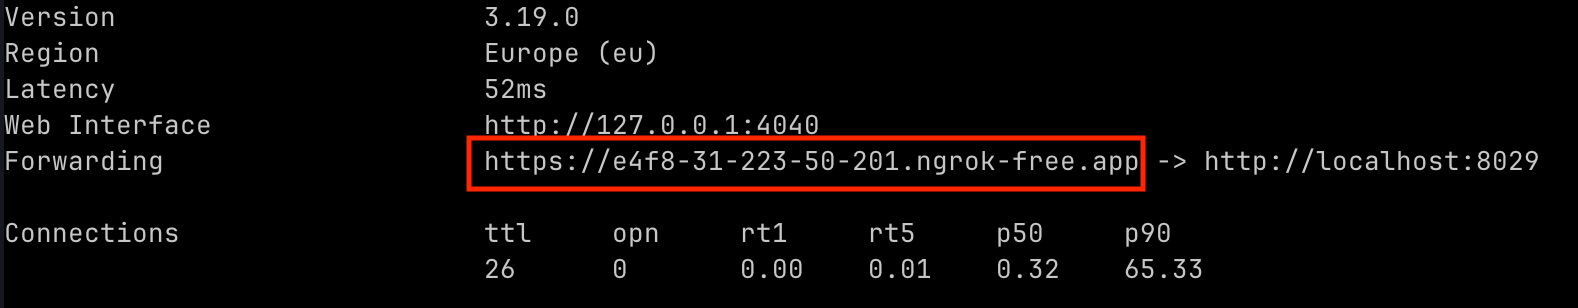 Version 3.19.0
Region Europe (eu)
Latency 52ms
Web Interface http://127.0.0.1:4040
Forwarding https://e4f8-31-223-50-201.ngrok-free.app -> http://localhost:8029
Connections ttl opn rt1 rt5 p50 p90
26 0 0.00 0.01 0.32 65.33